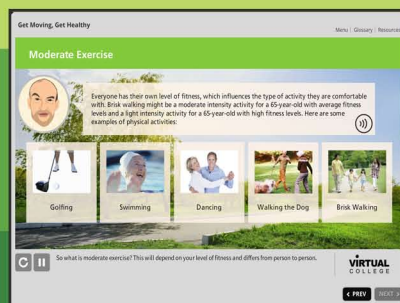 Get Moving, Get Healthy
Menu | Glossary | Resources
Moderate Exercise
Everyone has their own level of fitness, which influences the type of activity they are comfortable
with. Brisk walking might be a moderate intensity activity for a 65-year-old with average fitness
levels and a light intensity activity for a 65-year-old with high fitness levels. Here are some
examples of physical activities:
Golfing
Swimming
Dancing
Walking the Dog
Brisk Walking
So what is moderate exercise? This will depend on your level of fitness and differs from person to person.
VIRTUAL
COLLEGE
< PREV
NEXT >